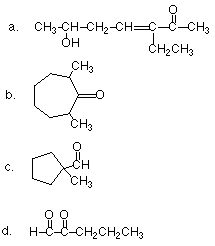 O
a. CH₃-CH-CH₂-CH=C-C-CH₃
OH
CH₂CH₃
CH₃
b. O
CH₃
O
c. CH
CH₃
O O
d. H-C-C-CH₂CH₂CH₃